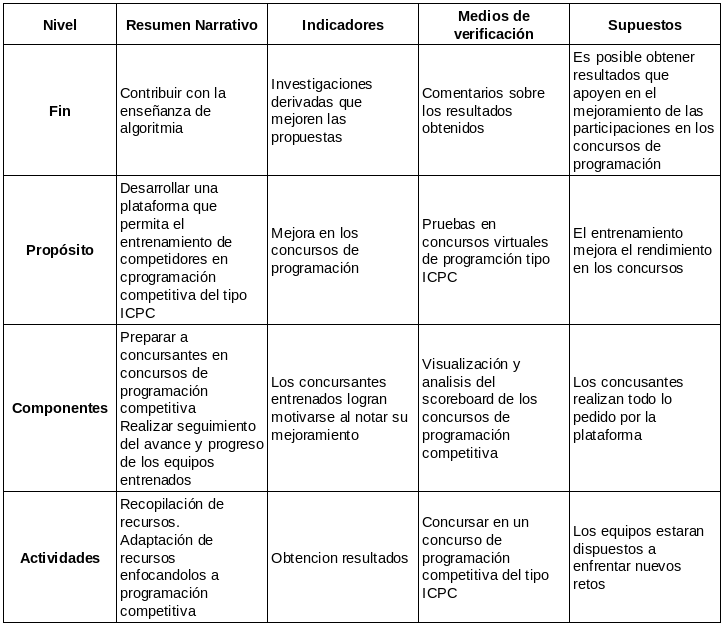 Nivel
Resumen Narrativo
Indicadores
Medios de
verificación
Supuestos
Fin
Contribuir con la
enseñanza de
algoritmia
Investigaciones
derivadas que
mejoren las
propuestas
Comentarios sobre
los resultados
obtenidos
Es posible obtener
resultados que
apoyen en el
mejoramiento de las
participaciones en los
concursos de
programación
Propósito
Desarrollar una
plataforma que
permita el
entrenamiento de
competidores en
cprogramación
competitiva del tipo
ICPC
Mejora en los
concursos de
programación
Pruebas en
concursos virtuales
de programción tipo
ICPC
El entrenamiento
mejora el rendimiento
en los concursos
Componentes
Preparar a
concursantes en
concursos de
programación
competitiva
Realizar seguimiento
del avance y progreso
de los equipos
entrenados
Los concursantes
entrenados logran
motivarse al notar su
mejoramiento
Visualización y
analisis del
scoreboard de los
concursos de
programación
competitiva
Los concusantes
realizan todo lo
pedido por la
plataforma
Actividades
Recopilación de
recursos.
Adaptación de
recursos
enfocandolos a
programación
competitiva
Obtencion resultados
Concursar en un
concurso de
programación
competitiva del tipo
ICPC
Los equipos estaran
dispuestos a
enfrentar nuevos
retos